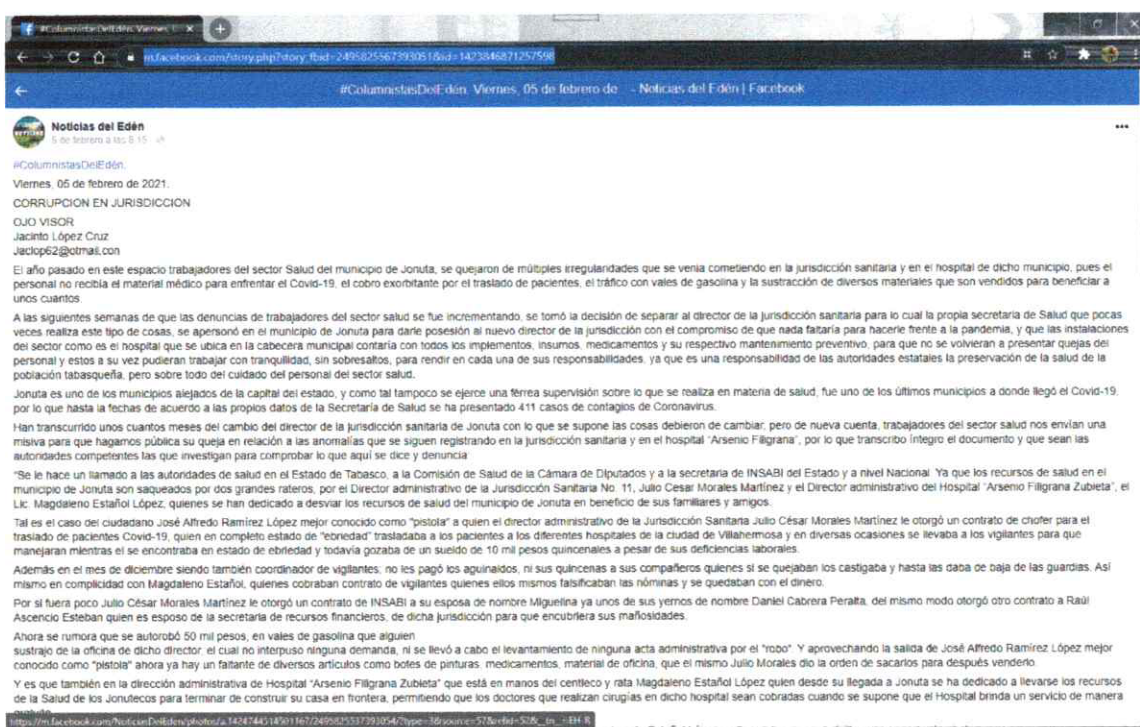 #ColumnistasDelEdén. Viernes, 
m.facebook.com/story.php?story_fbid=2495825567393051&id=1423846871257598
#ColumnistasDelEdén. Viernes, 05 de febrero de - Noticias del Edén | Facebook
Noticias del Edén
5 de febrero a las 8:15
#ColumnistasDelEdén.
Viernes, 05 de febrero de 2021.
CORRUPCION EN JURISDICCION
OJO VISOR
Jacinto López Cruz
Jaclop62@otmail.con
El año pasado en este espacio trabajadores del sector Salud del municipio de Jonuta, se quejaron de múltiples irregularidades que se venia cometiendo en la jurisdicción sanitaria y en el hospital de dicho municipio, pues el
personal no recibía el material médico para enfrentar el Covid-19, el cobro exorbitante por el traslado de pacientes, el tráfico con vales de gasolina y la sustracción de diversos materiales que son vendidos para beneficiar a
unos cuantos.
A las siguientes semanas de que las denuncias de trabajadores del sector salud se fue incrementando, se tomó la decisión de separar al director de la jurisdicción sanitaria para lo cual la propia secretaria de Salud que pocas
veces realiza este tipo de cosas, se apersonó en el municipio de Jonuta para darle posesión al nuevo director de la jurisdicción con el compromiso de que nada faltaría para hacerle frente a la pandemia, y que las instalaciones
del sector como es el hospital que se ubica en la cabecera municipal contaría con todos los implementos, insumos, medicamentos y su respectivo mantenimiento preventivo, para que no se volvieran a presentar quejas del
personal y estos a su vez pudieran trabajar con tranquilidad, sin sobresaltos, para rendir en cada una de sus responsabilidades, ya que es una responsabilidad de las autoridades estatales la preservación de la salud de la
población tabasqueña, pero sobre todo del cuidado del personal del sector salud.
Jonuta es uno de los municipios alejados de la capital del estado, y como tal tampoco se ejerce una férrea supervisión sobre lo que se realiza en materia de salud, fue uno de los últimos municipios a donde llegó el Covid-19,
por lo que hasta la fechas de acuerdo a las propios datos de la Secretaría de Salud se ha presentado 411 casos de contagios de Coronavirus.
Han transcurrido unos cuantos meses del cambio del director de la jurisdicción sanitaria de Jonuta con lo que se supone las cosas debieron de cambiar, pero de nueva cuenta, trabajadores del sector salud nos envían una
misiva para que hagamos pública su queja en relación a las anomalías que se siguen registrando en la jurisdicción sanitaria y en el hospital "Arsenio Filigrana", por lo que transcribo íntegro el documento y que sean las
autoridades competentes las que investigan para comprobar lo que aquí se dice y denuncia
"Se le hace un llamado a las autoridades de salud en el Estado de Tabasco, a la Comisión de Salud de la Cámara de Diputados y a la secretaria de INSABI del Estado y a nivel Nacional. Ya que los recursos de salud en el
municipio de Jonuta son saqueados por dos grandes rateros, por el Director administrativo de la Jurisdicción Sanitaria No. 11, Julio Cesar Morales Martínez y el Director administrativo del Hospital "Arsenio Filigrana Zubieta", el
Lic. Magdaleno Estañol López, quienes se han dedicado a desviar los recursos de salud del municipio de Jonuta en beneficio de sus familiares y amigos.
Tal es el caso del ciudadano José Alfredo Ramírez López mejor conocido como "pistola" a quien el director administrativo de la Jurisdicción Sanitaria Julio César Morales Martínez le otorgó un contrato de chofer para el
traslado de pacientes Covid-19, quien en completo estado de "ebriedad" trasladaba a los pacientes a los diferentes hospitales de la ciudad de Villahermosa y en diversas ocasiones se llevaba a los vigilantes para que
manejaran mientras el se encontraba en estado de ebriedad y todavía gozaba de un sueldo de 10 mil pesos quincenales a pesar de sus deficiencias laborales.
Además en el mes de diciembre siendo también coordinador de vigilantes; no les pagó los aguinaldos, ni sus quincenas a sus compañeros quienes si se quejaban los castigaba y hasta las daba de baja de las guardias. Así
mismo en complicidad con Magdaleno Estañol, quienes cobraban contrato de vigilantes quienes ellos mismos falsificaban las nóminas y se quedaban con el dinero.
Por si fuera poco Julio César Morales Martínez le otorgó un contrato de INSABI a su esposa de nombre Miguelina ya unos de sus yernos de nombre Daniel Cabrera Peralta, del mismo modo otorgó otro contrato a Raúl
Ascencio Esteban quien es esposo de la secretaria de recursos financieros, de dicha jurisdicción para que encubriera sus mañosidades.
Ahora se rumora que se autorobó 50 mil pesos, en vales de gasolina que alguien
sustrajo de la oficina de dicho director, el cual no interpuso ninguna demanda, ni se llevó a cabo el levantamiento de ninguna acta administrativa por el "robo". Y aprovechando la salida de José Alfredo Ramírez López mejor
conocido como "pistola" ahora ya hay un faltante de diversos artículos como botes de pinturas, medicamentos, material de oficina, que el mismo Julio Morales dio la orden de sacarlos para después venderlo.
Y es que también en la dirección administrativa de Hospital "Arsenio Filigrana Zubieta" que está en manos del centleco y rata Magdaleno Estañol López quien desde su llegada a Jonuta se ha dedicado a llevarse los recursos
de la Salud de los Jonutecos para terminar de construir su casa en frontera, permitiendo que los doctores que realizan cirugías en dicho hospital sean cobradas cuando se supone que el Hospital brinda un servicio de manera